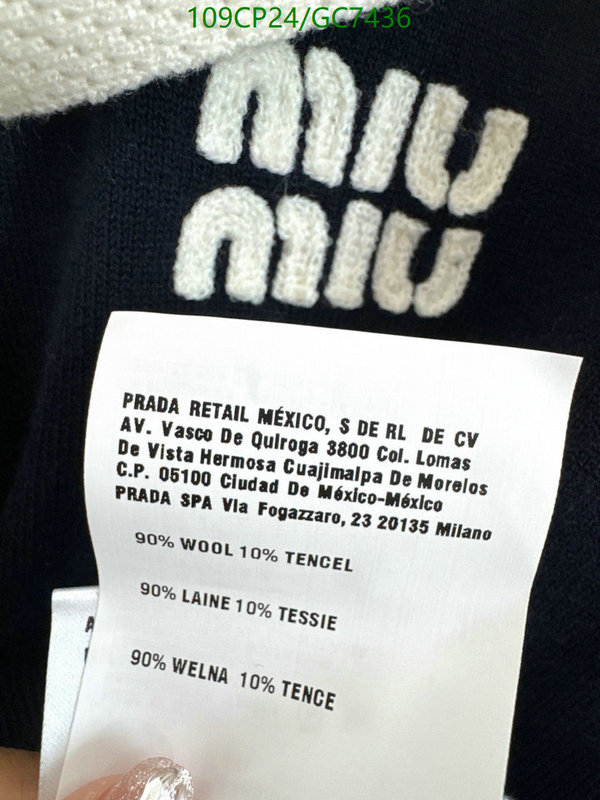 109CP24/GC7436
miu
miu
PRADA RETAIL MÉXICO, S DE RL DE CV
AV. Vasco De Quiroga 3800 Col. Lomas
De Vista Hermosa Cuajimalpa De Morelos
C.P. 05100 Ciudad De México-México
PRADA SPA Via Fogazzaro, 23 20135 Milano
90% WOOL 10% TENCEL
90% LAINE 10% TESSIE
90% WELNA 10% TENCE